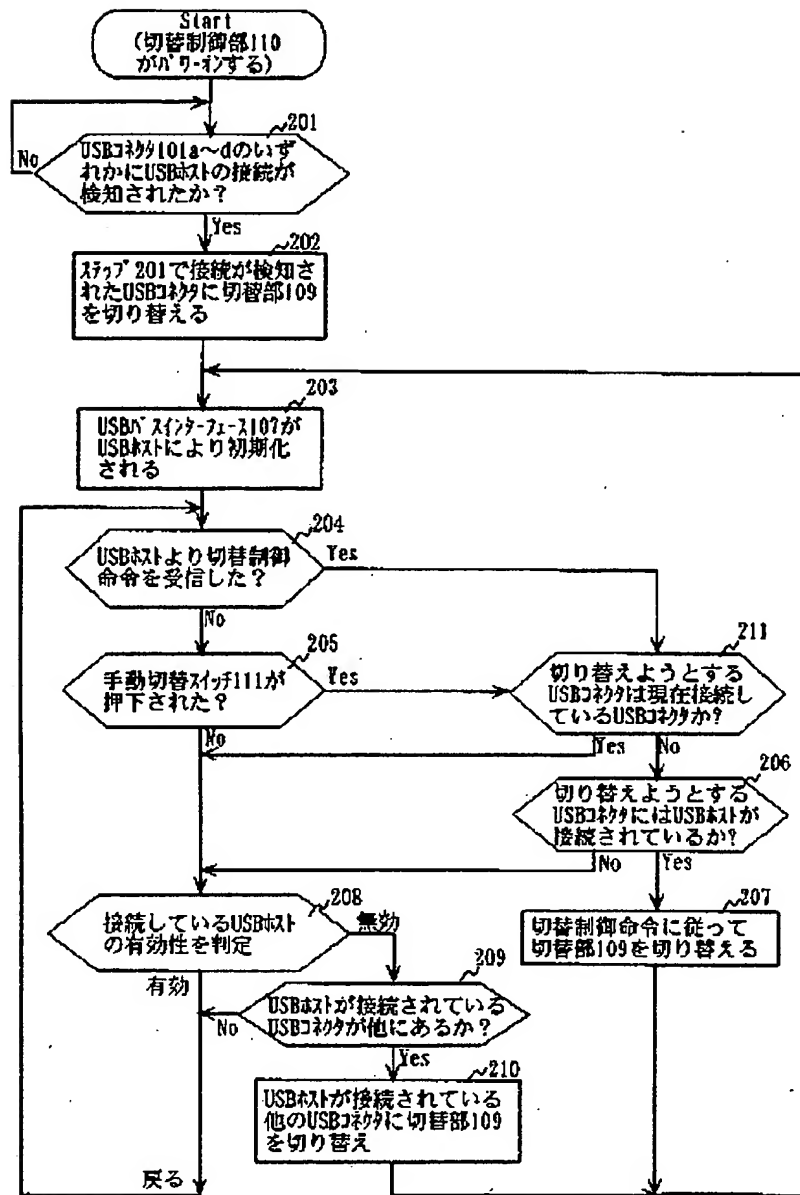 Start
(切替制御部110
がパワーオンする)
201
USBコネクタ101a~dのいず
れかにUSBホストの接続が
検知されたか?
No
Yes
202
ステップ201で接続が検知さ
れたUSBコネクタに切替部109
を切り替える
203
USBバスインターフェース107が
USBホストにより初期化
される
204
USBホストより切替制御
命令を受信した?
Yes
No
205
手動切替スイッチ111が
押下された?
Yes
No
211
切り替えようとする
USBコネクタは現在接続し
ているUSBコネクタか?
Yes
No
206
切り替えようとする
USBコネクタにはUSBホストが
接続されているか?
No
Yes
207
切替制御命令に従って
切替部109を切り替える
208
接続しているUSBホスト
の有効性を判定
無効
有効
209
USBホストが接続されている
USBコネクタが他にあるか?
No
Yes
210
USBホストが接続されている
他のUSBコネクタに切替部109
を切り替え
戻る